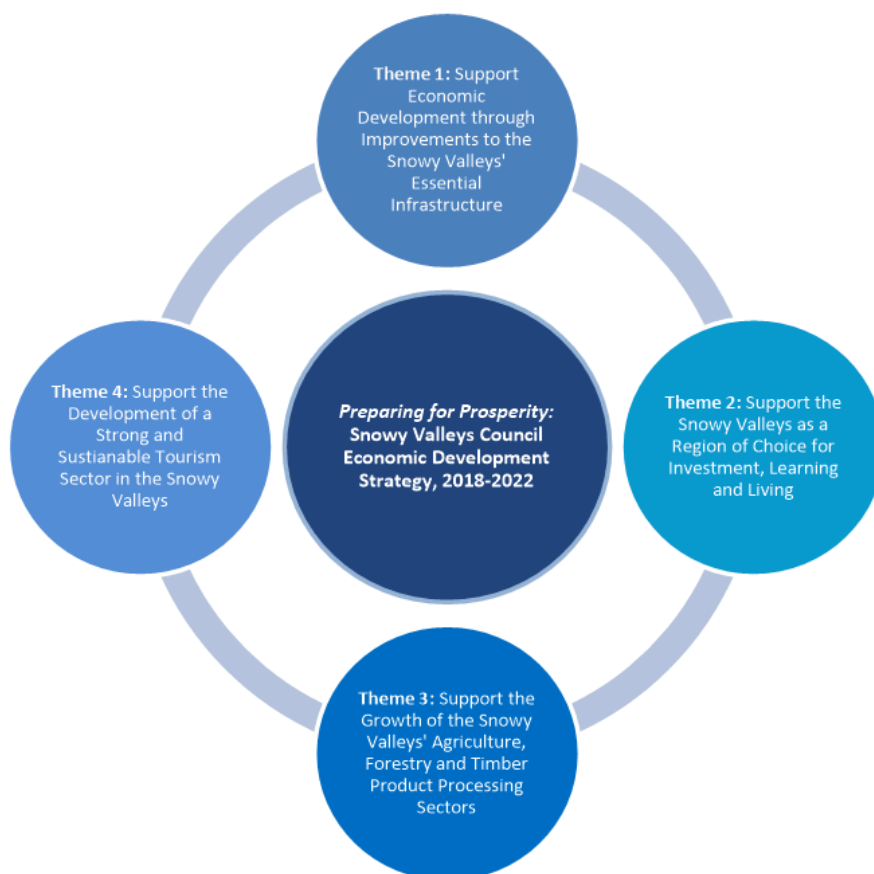 Theme 1: Support
Economic
Development through
Improvements to the
Snowy Valleys'
Essential
Infrastructure
Theme 4: Support the
Development of a
Strong and
Sustianable Tourism
Sector in the Snowy
Valleys
Preparing for Prosperity:
Snowy Valleys Council
Economic Development
Strategy, 2018-2022
Theme 2: Support the
Snowy Valleys as a
Region of Choice for
Investment, Learning
and Living
Theme 3: Support the
Growth of the Snowy
Valleys' Agriculture,
Forestry and Timber
Product Processing
Sectors